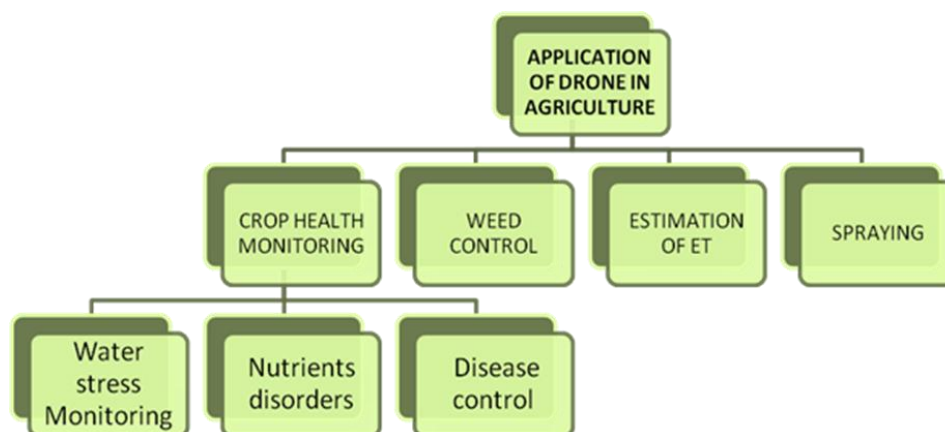 APPLICATION
OF DRONE IN
AGRICULTURE
CROP HEALTH
MONITORING
WEED
CONTROL
ESTIMATION
OF ET
SPRAYING
Water
stress
Monitoring
Nutrients
disorders
Disease
control